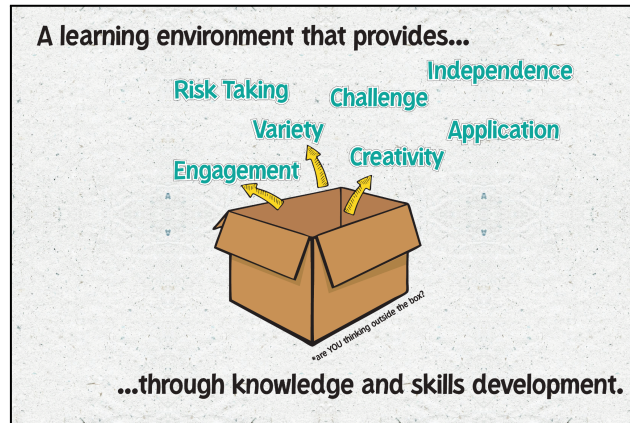 A learning environment that provides...
Independence
Risk Taking
Challenge
Variety
Application
Creativity
Engagement
*are YOU thinking outside the box?
...through knowledge and skills development.